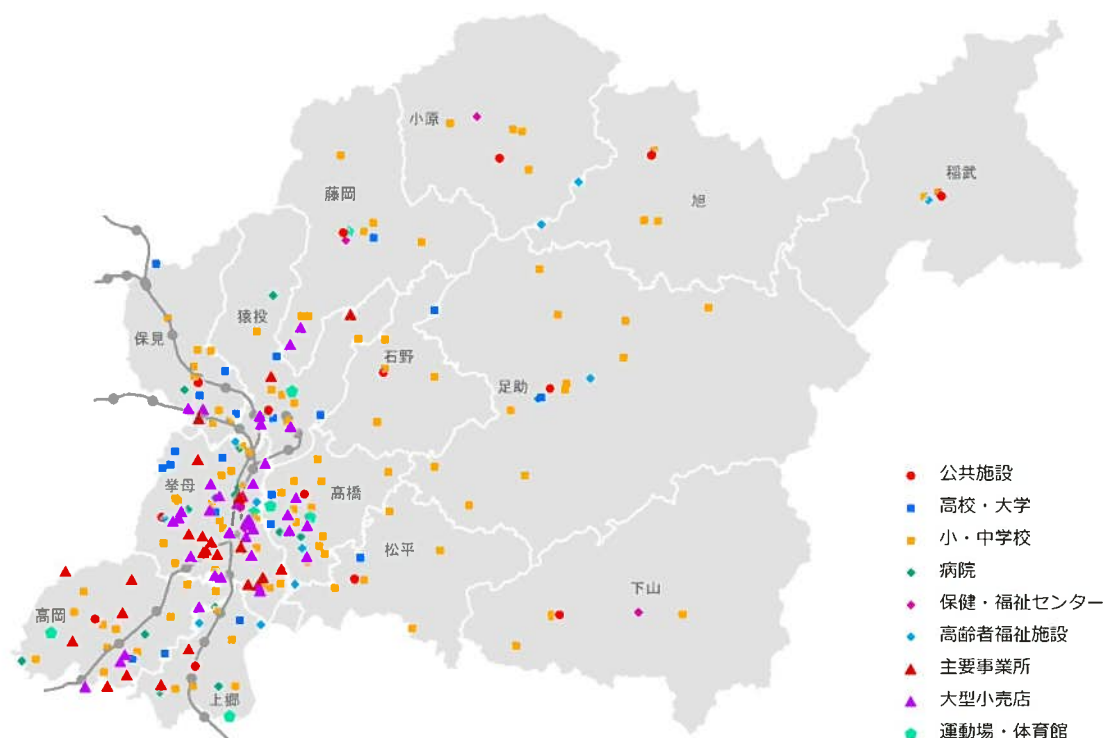 小原
稲武
藤岡
旭
猿投
保見
石野
足助
挙母
高橋
松平
下山
高岡
上郷
公共施設
高校・大学
小・中学校
病院
保健・福祉センター
高齢者福祉施設
主要事業所
大型小売店
運動場・体育館